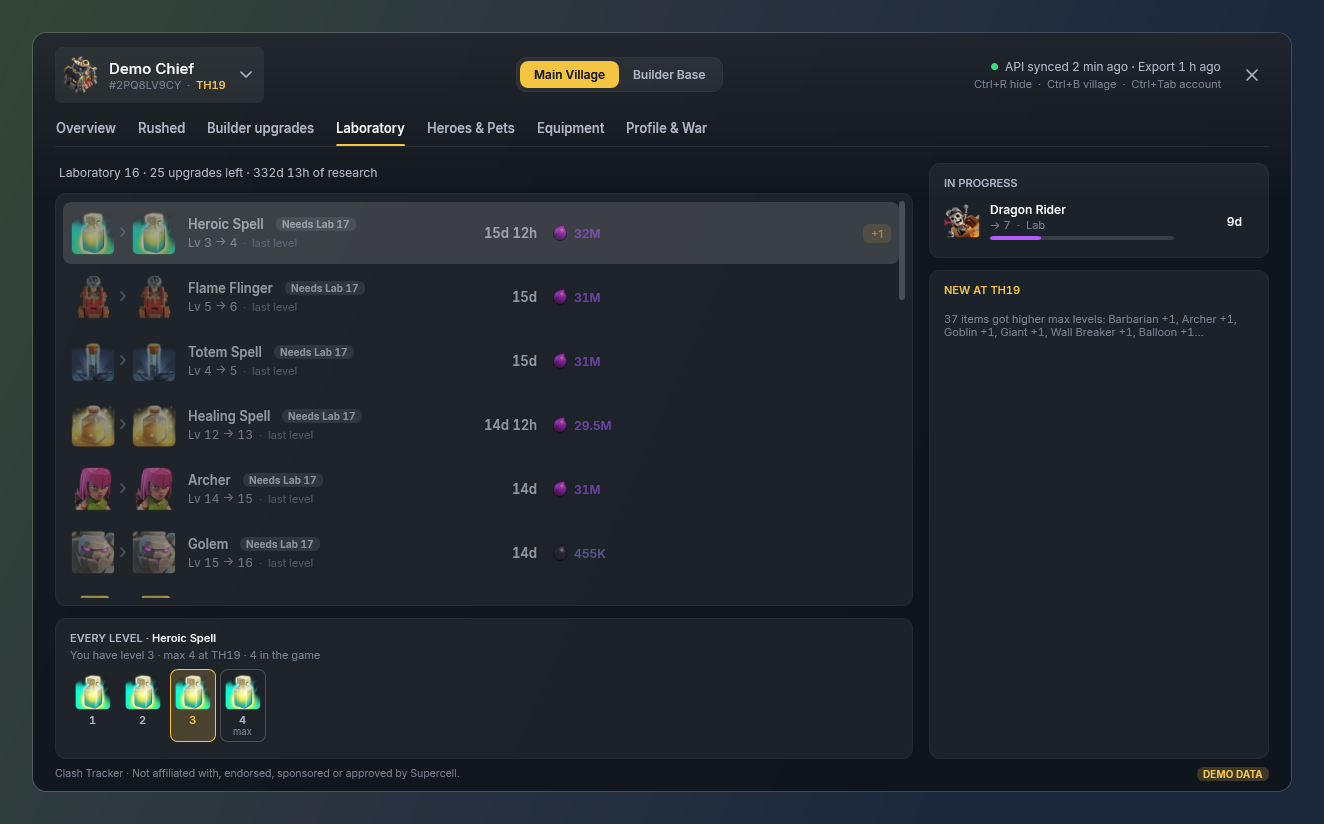 Demo Chief
#2PQ8LV9CY · TH19
Main Village
Builder Base
API synced 2 min ago · Export 1 h ago
Ctrl+R hide · Ctrl+B village · Ctrl+Tab account
Overview
Rushed
Builder upgrades
Laboratory
Heroes & Pets
Equipment
Profile & War
Laboratory 16 · 25 upgrades left · 332d 13h of research
Heroic Spell Needs Lab 17
Lv 3 → 4 · last level
15d 12h
32M
+1
Flame Flinger Needs Lab 17
Lv 5 → 6 · last level
15d
31M
Totem Spell Needs Lab 17
Lv 4 → 5 · last level
15d
31M
Healing Spell Needs Lab 17
Lv 12 → 13 · last level
14d 12h
29.5M
Archer Needs Lab 17
Lv 14 → 15 · last level
14d
31M
Golem Needs Lab 17
Lv 15 → 16 · last level
14d
455K
EVERY LEVEL · Heroic Spell
You have level 3 · max 4 at TH19 · 4 in the game
1
2
3
4
max
IN PROGRESS
Dragon Rider
→ 7 · Lab
9d
NEW AT TH19
37 items got higher max levels: Barbarian +1, Archer +1,
Goblin +1, Giant +1, Wall Breaker +1, Balloon +1…
Clash Tracker · Not affiliated with, endorsed, sponsored or approved by Supercell.
DEMO DATA